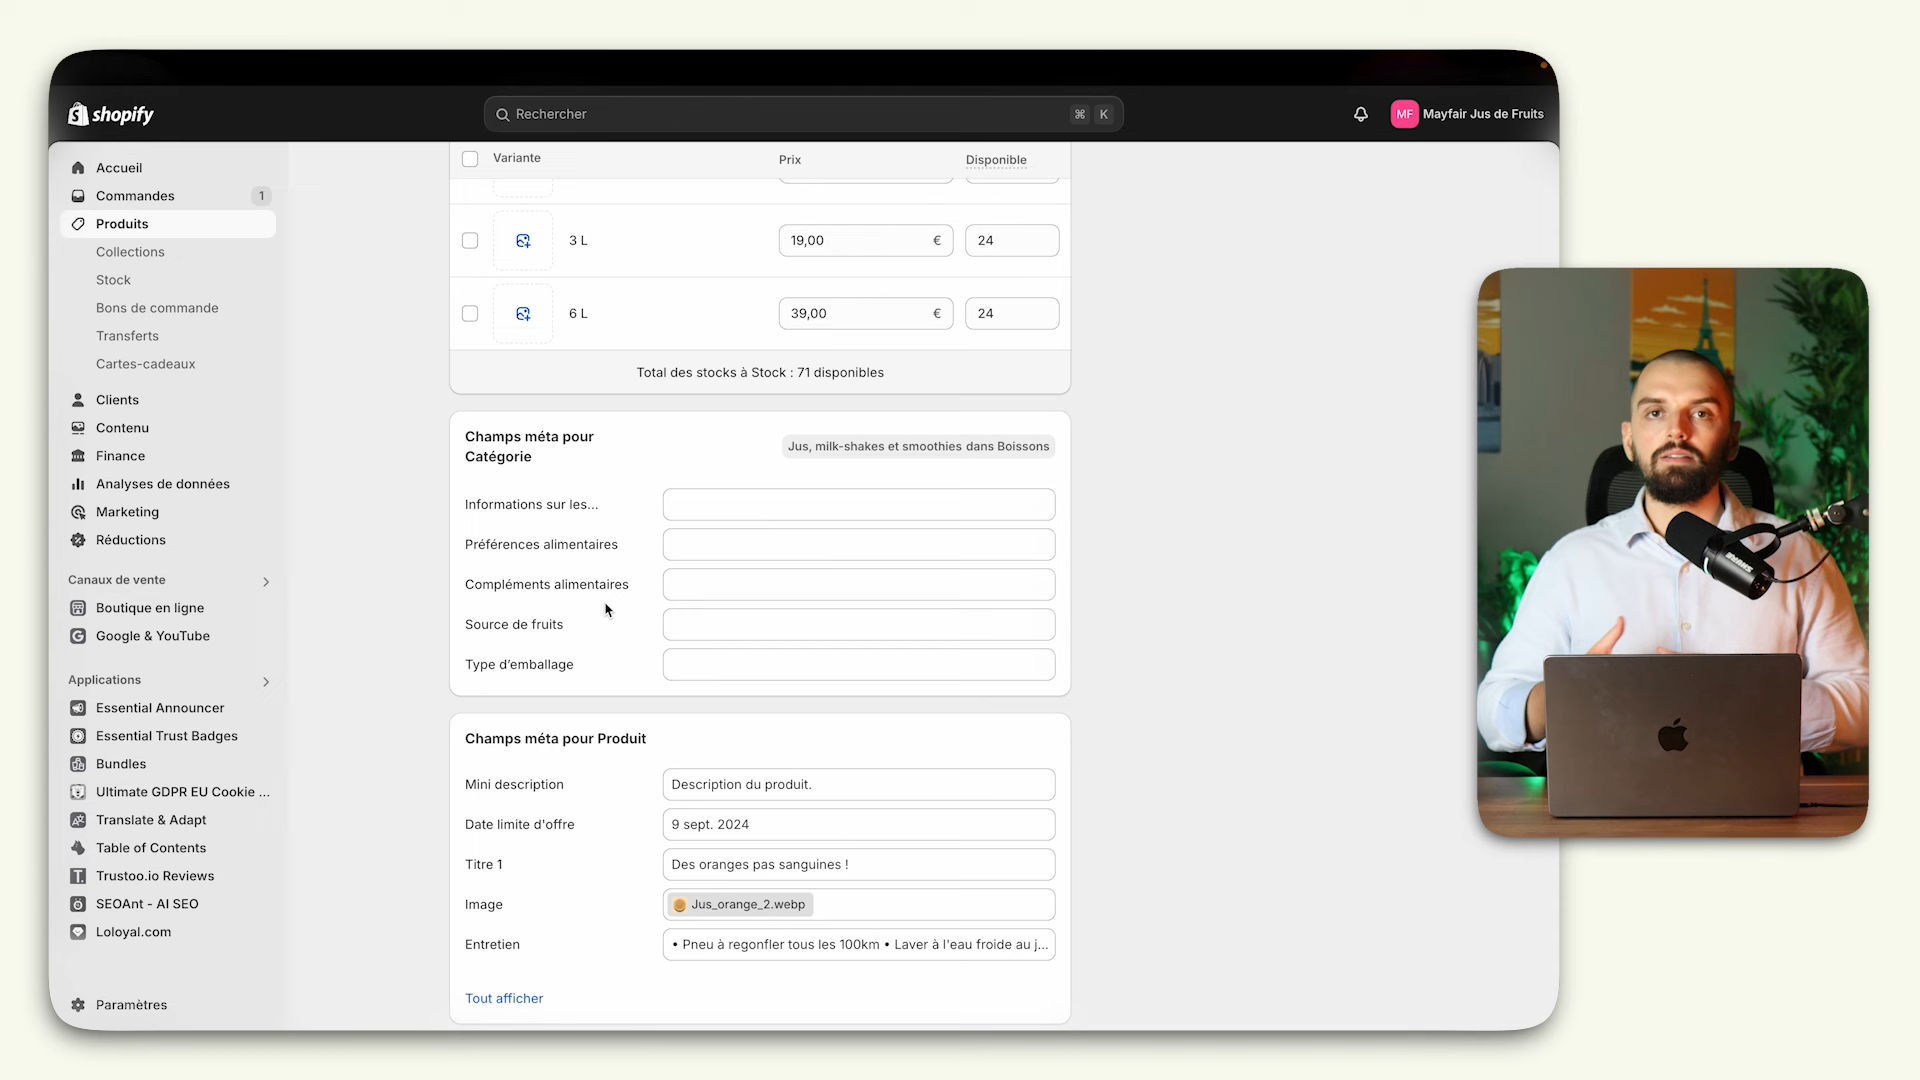 shopify
Rechercher
⌘ K
MF Mayfair Jus de Fruits
Accueil
Commandes 1
Produits
Collections
Stock
Bons de commande
Transferts
Cartes-cadeaux
Clients
Contenu
Finance
Analyses de données
Marketing
Réductions
Canaux de vente
Boutique en ligne
Google & YouTube
Applications
Essential Announcer
Essential Trust Badges
Bundles
Ultimate GDPR EU Cookie ...
Translate & Adapt
Table of Contents
Trustoo.io Reviews
SEOAnt - AI SEO
Loloyal.com
Paramètres
Variante Prix Disponible
3 L 19,00 € 24
6 L 39,00 € 24
Total des stocks à Stock : 71 disponibles
Champs méta pour
Catégorie
Jus, milk-shakes et smoothies dans Boissons
Informations sur les...
Préférences alimentaires
Compléments alimentaires
Source de fruits
Type d’emballage
Champs méta pour Produit
Mini description Description du produit.
Date limite d'offre 9 sept. 2024
Titre 1 Des oranges pas sanguines !
Image Jus_orange_2.webp
Entretien • Pneu à regonfler tous les 100km • Laver à l'eau froide au j...
Tout afficher